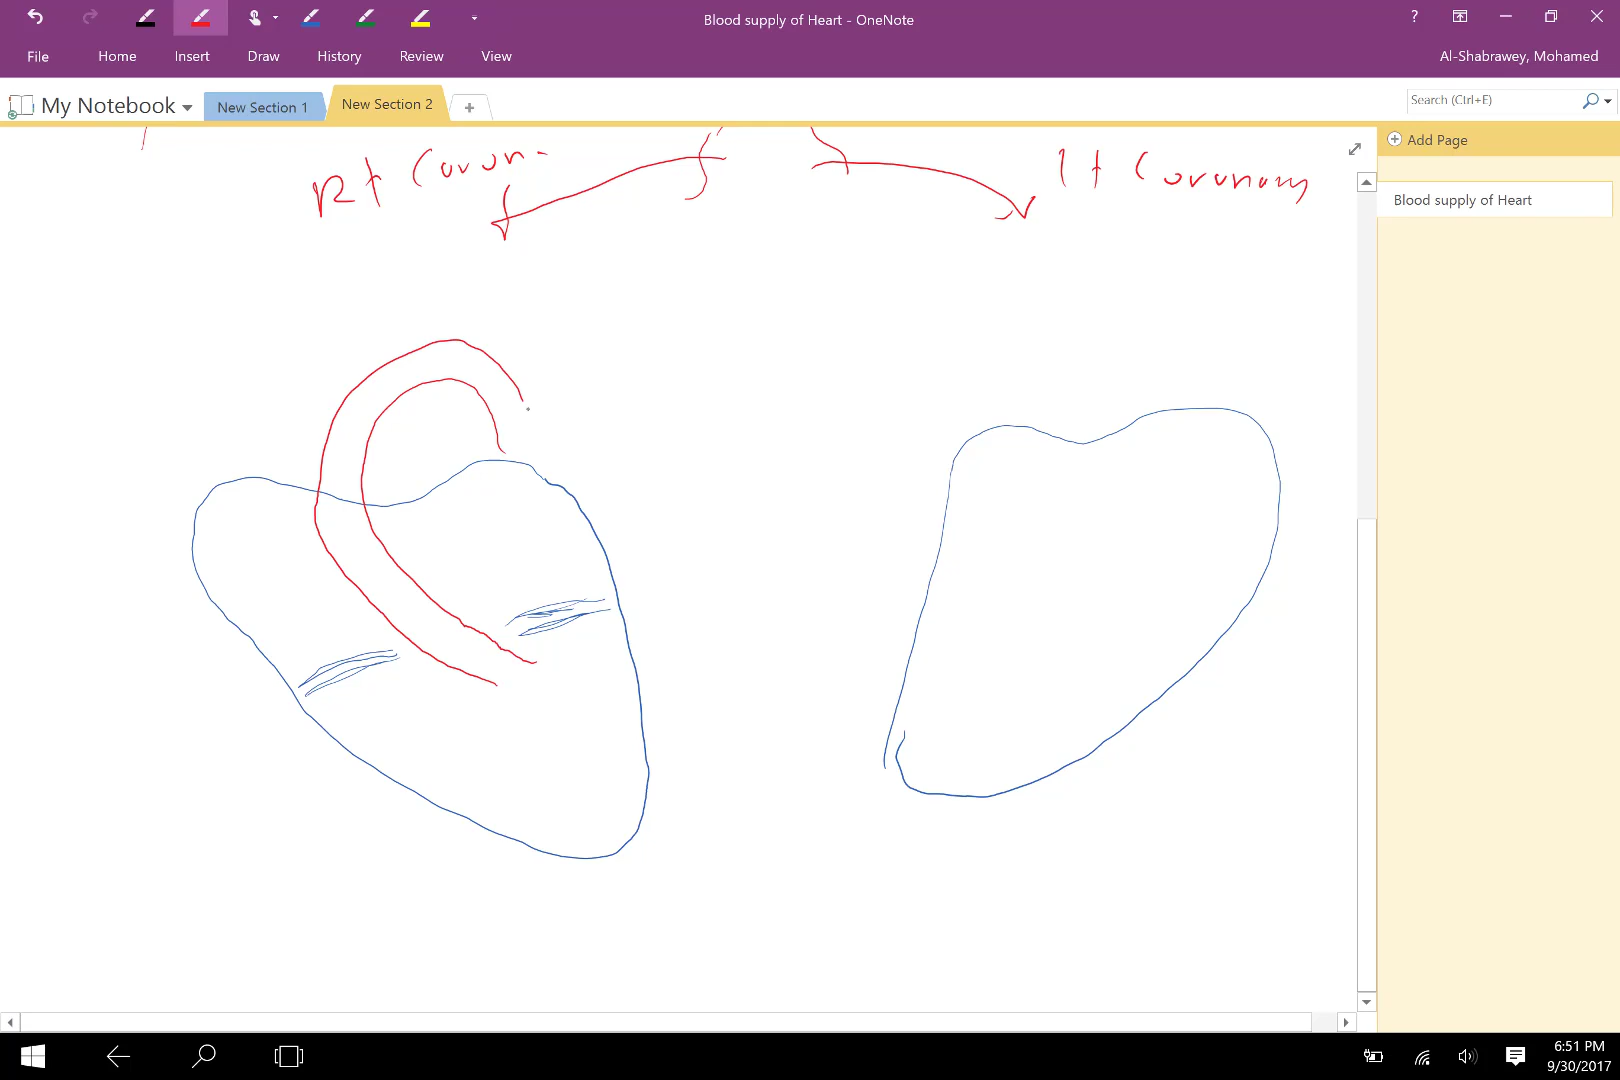 Blood supply of Heart - OneNote
?
File Home Insert Draw History Review View
Al-Shabrawey, Mohamed
My Notebook
New Section 1
New Section 2
+
Search (Ctrl+E)
Add Page
Blood supply of Heart
Rt Coron-
lt Coronary
6:51 PM
9/30/2017